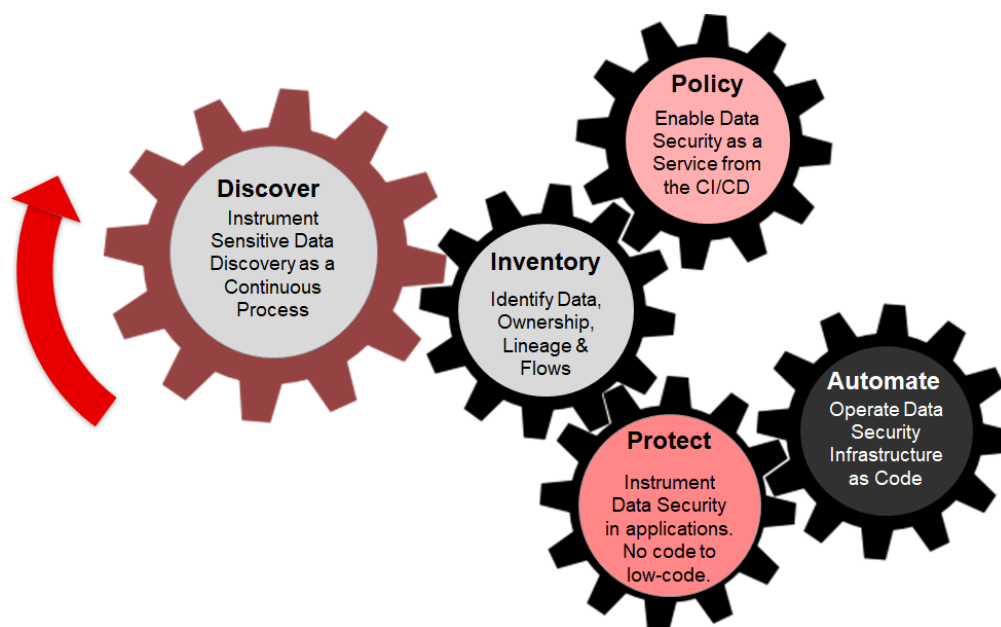 Discover
Instrument
Sensitive Data
Discovery as a
Continuous
Process
Inventory
Identify Data,
Ownership,
Lineage &
Flows
Policy
Enable Data
Security as a
Service from
the CI/CD
Protect
Instrument
Data Security
in applications.
No code to
low-code.
Automate
Operate Data
Security
Infrastructure
as Code